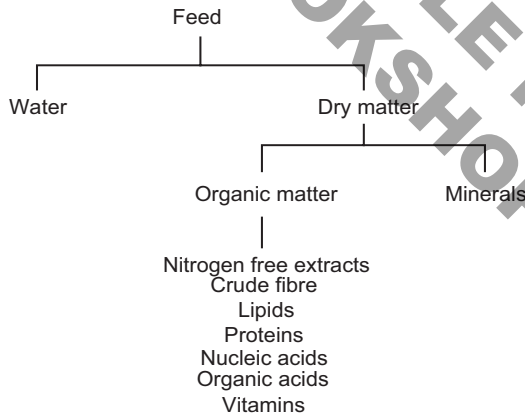 Feed
Water Dry matter
Organic matter Minerals
Nitrogen free extracts
Crude fibre
Lipids
Proteins
Nucleic acids
Organic acids
Vitamins